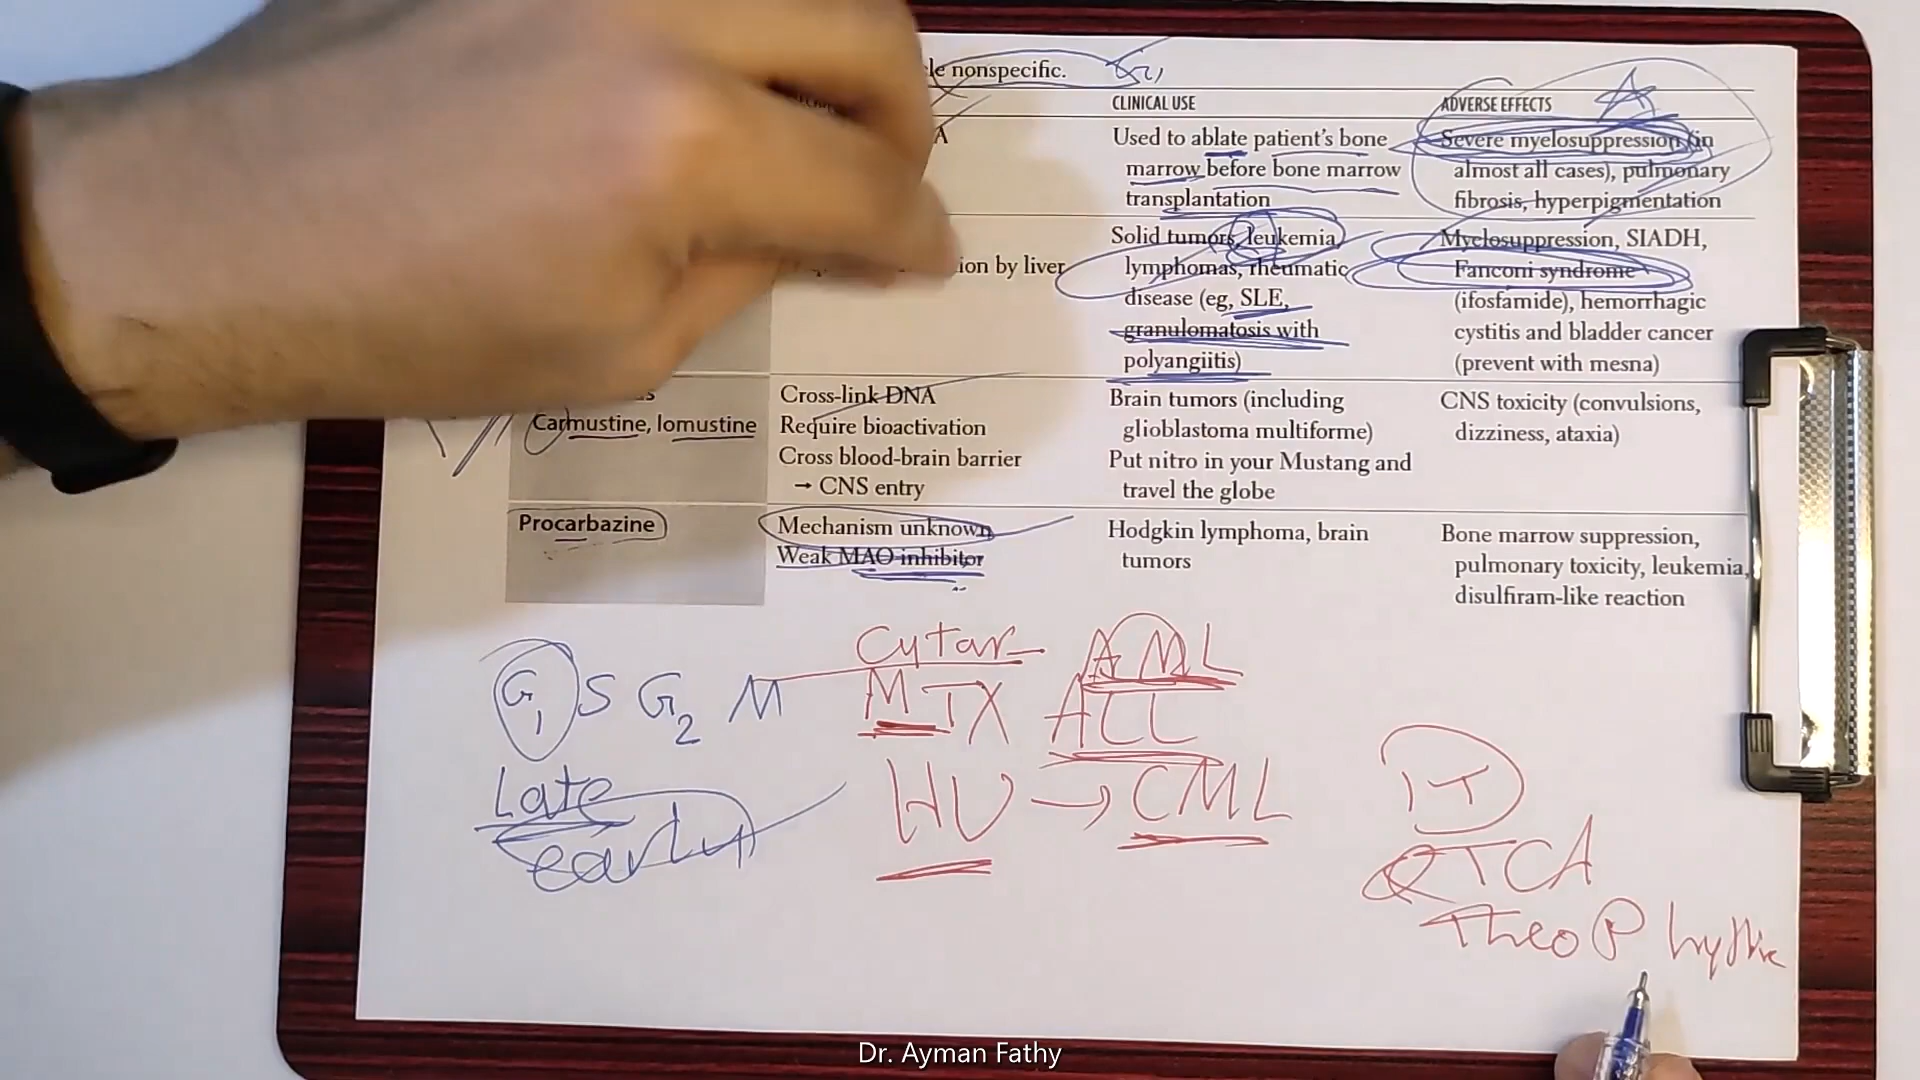 nonspecific. G1
CLINICAL USE
ADVERSE EFFECTS
Used to ablate patient's bone
marrow before bone marrow
transplantation
Severe myelosuppression (in
almost all cases), pulmonary
fibrosis, hyperpigmentation
ion by liver
Solid tumors, leukemia,
lymphomas, rheumatic
disease (eg, SLE,
granulomatosis with
polyangiitis)
Myelosuppression, SIADH,
Fanconi syndrome
(ifosfamide), hemorrhagic
cystitis and bladder cancer
(prevent with mesna)
Carmustine, lomustine
Cross-link DNA
Require bioactivation
Cross blood-brain barrier
→ CNS entry
Brain tumors (including
glioblastoma multiforme)
Put nitro in your Mustang and
travel the globe
CNS toxicity (convulsions,
dizziness, ataxia)
Procarbazine
Mechanism unknown
Weak MAO inhibitor
Hodgkin lymphoma, brain
tumors
Bone marrow suppression,
pulmonary toxicity, leukemia,
disulfiram-like reaction
Cytar AML
G1 S G2 M MTX ALL
Late
early
HU → CML
TCA
Dr. Ayman Fathy